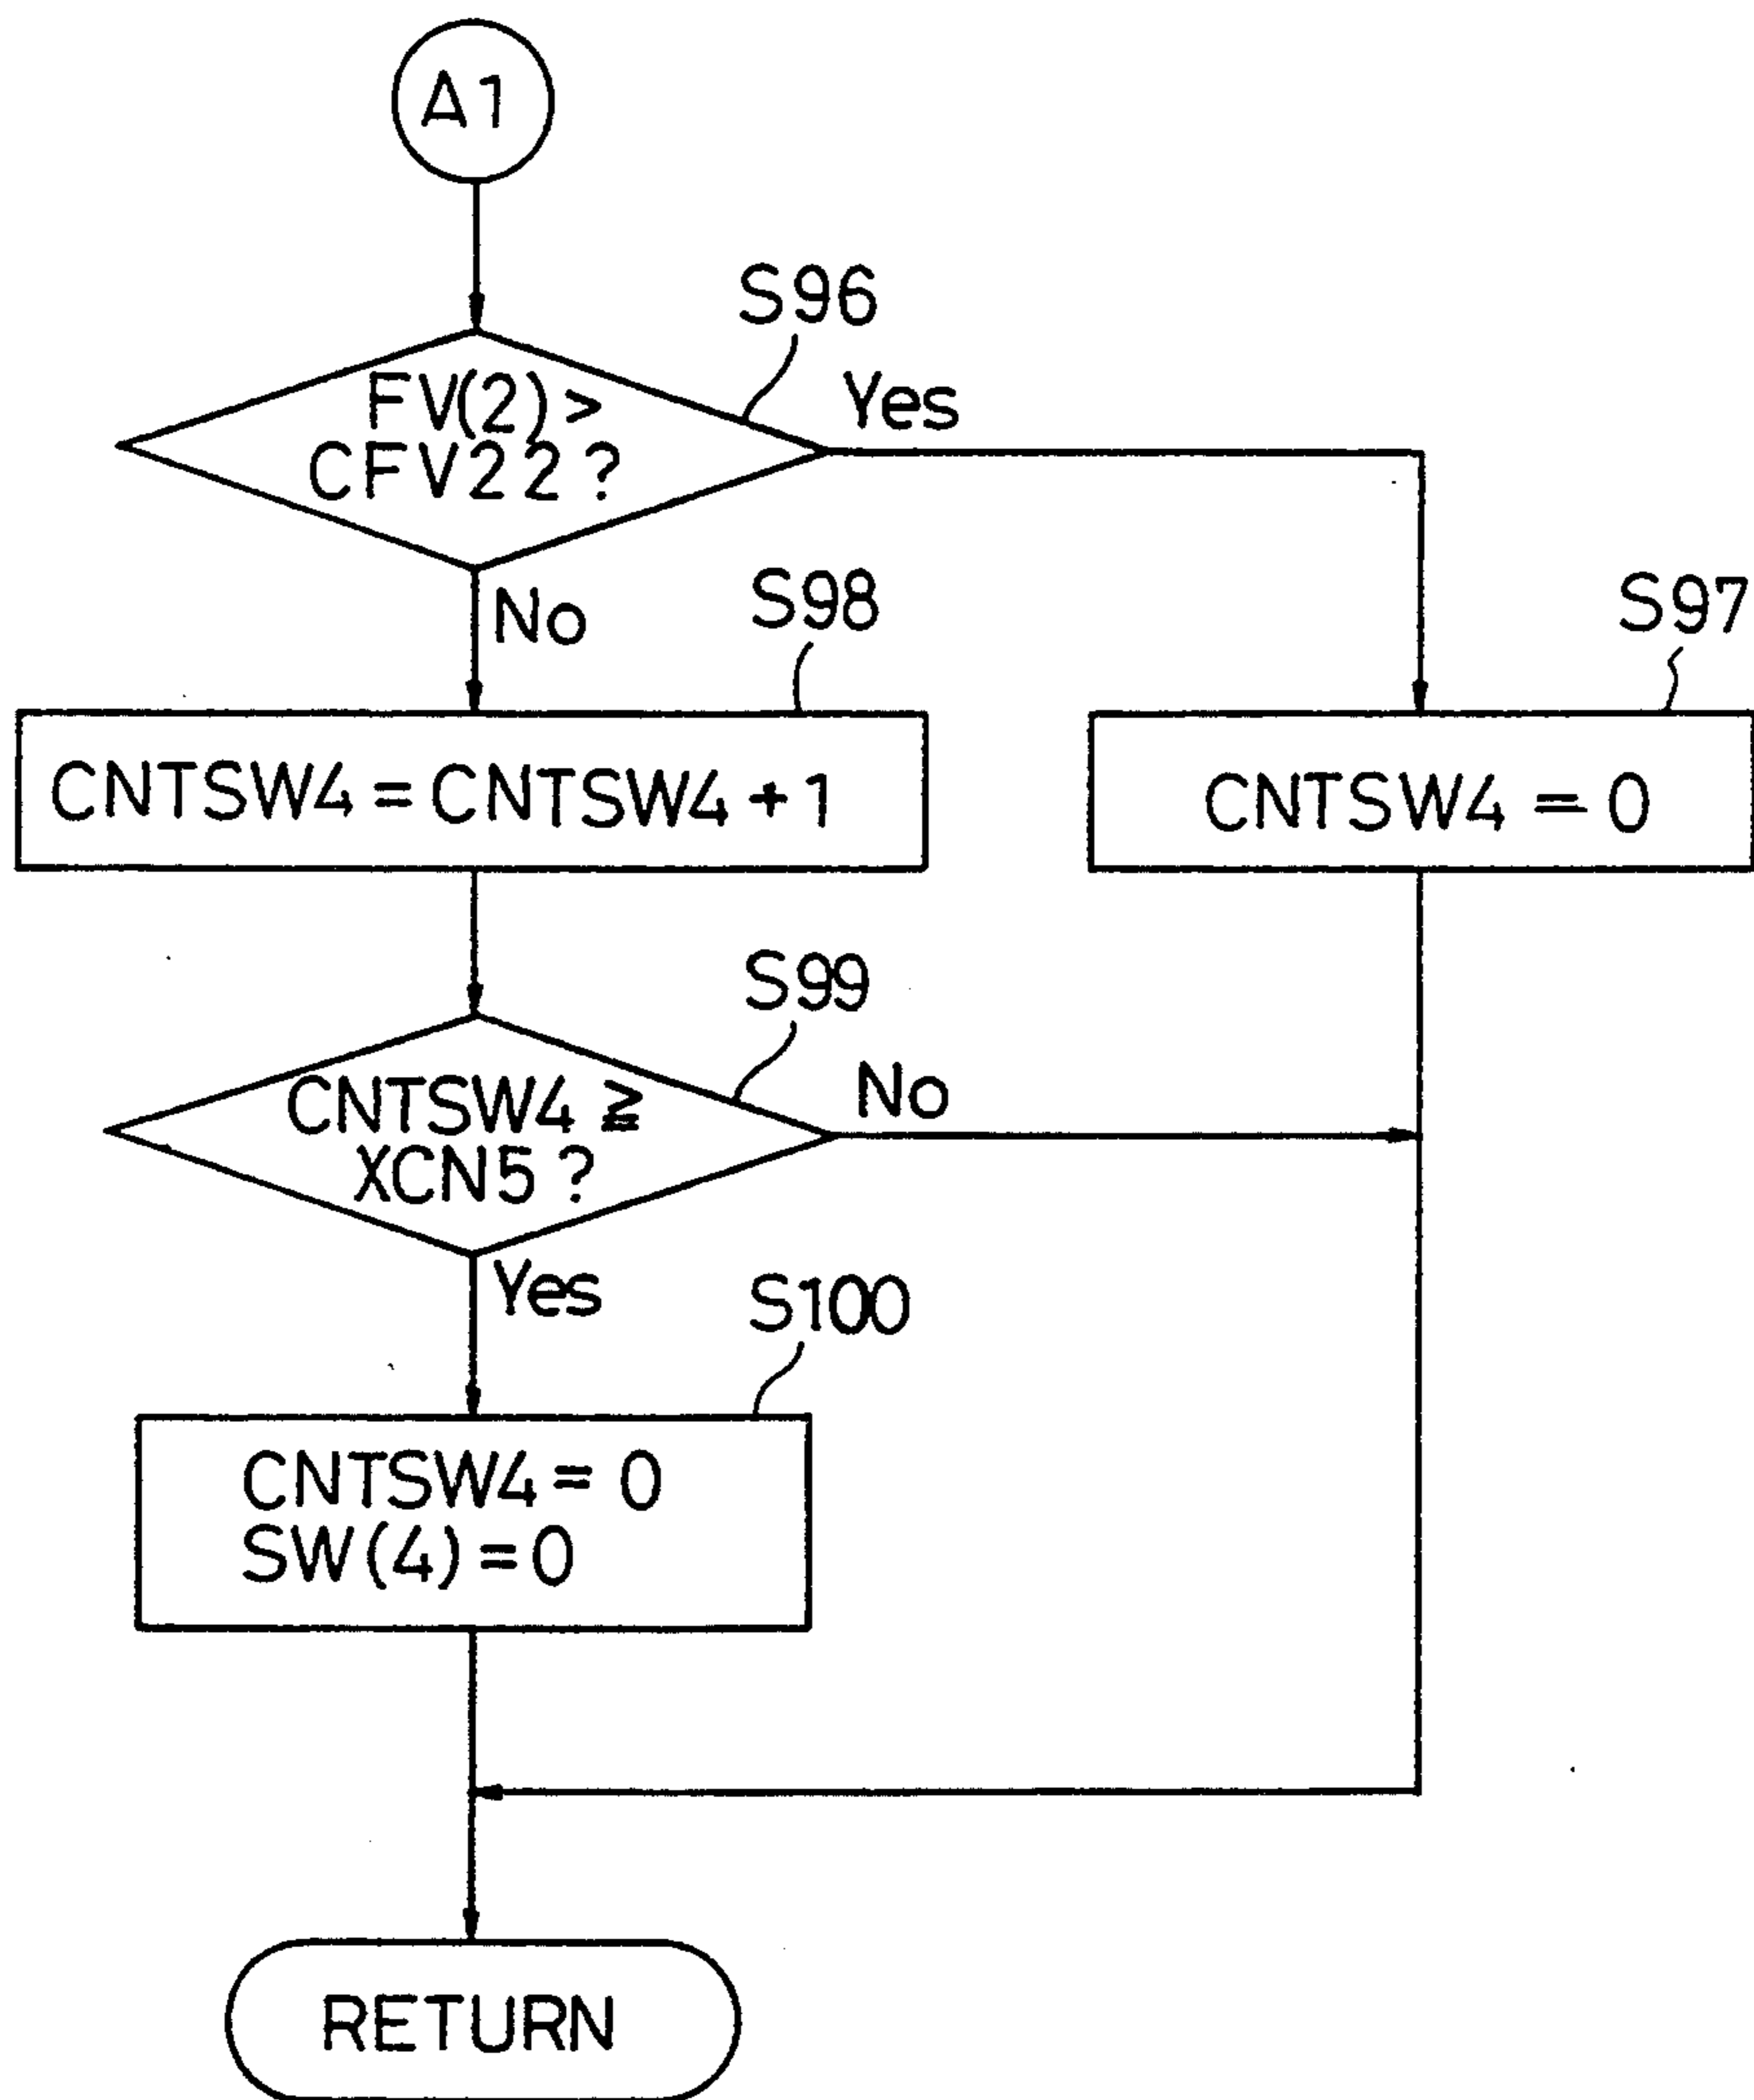 A1
S96
FV(2)>
CFV22?
Yes
No
S98
S97
CNTSW4=CNTSW4+1
CNTSW4=0
S99
CNTSW4≧
XCN5?
No
Yes
S100
CNTSW4=0
SW(4)=0
RETURN